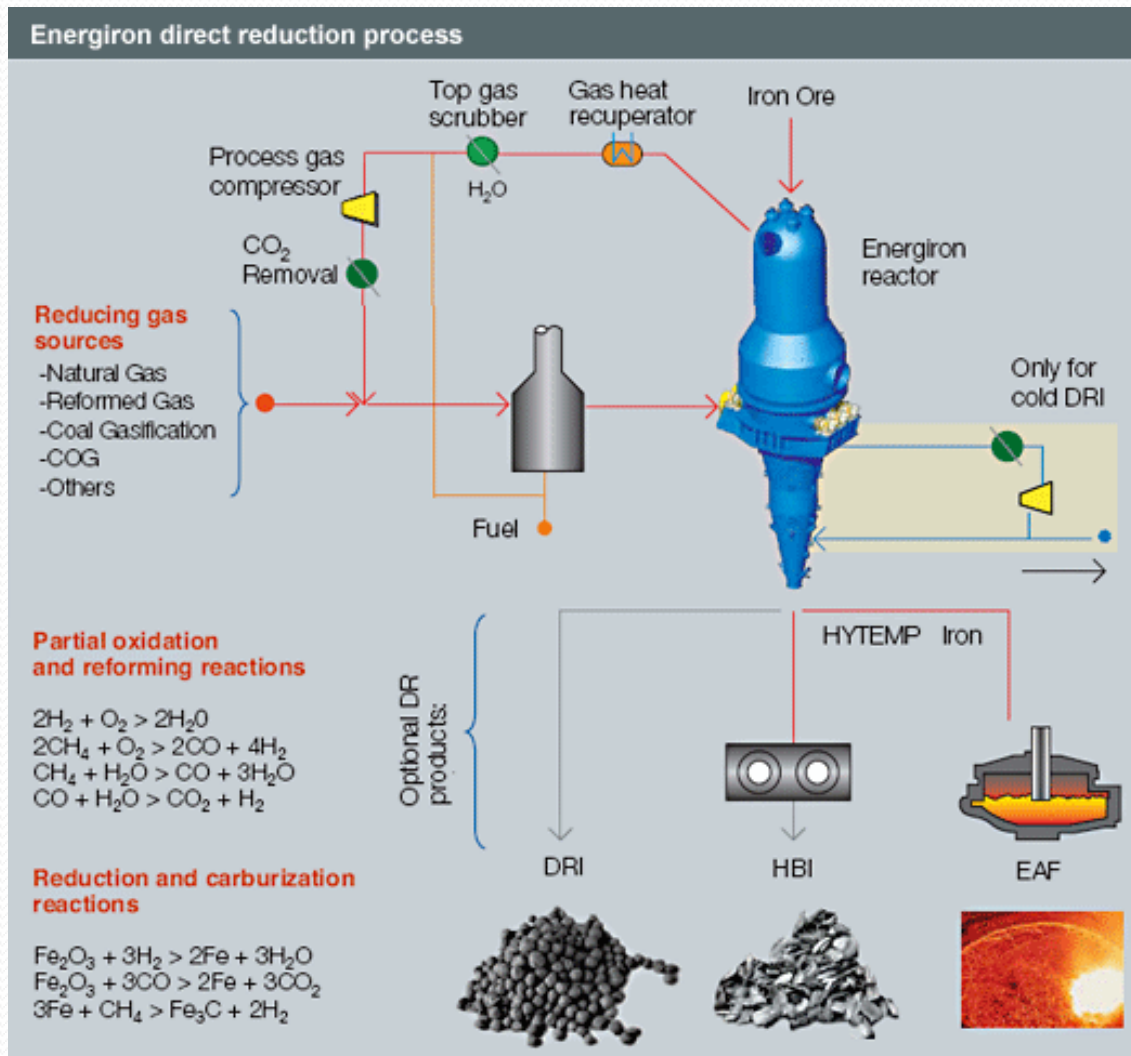 Energiron direct reduction process
Top gas
scrubber
Gas heat
recuperator
Iron Ore
Process gas
compressor
H₂O
CO₂
Removal
Energiron
reactor
Reducing gas
sources
-Natural Gas
-Reformed Gas
-Coal Gasification
-COG
-Others
Only for
cold DRI
Fuel
HYTEMP Iron
Partial oxidation
and reforming reactions
2H₂ + O₂ > 2H₂0
2CH₄ + O₂ > 2CO + 4H₂
CH₄ + H₂O > CO + 3H₂O
CO + H₂O > CO₂ + H₂
Optional DR
products:
DRI
HBI
EAF
Reduction and carburization
reactions
Fe₂O₃ + 3H₂ > 2Fe + 3H₂O
Fe₂O₃ + 3CO > 2Fe + 3CO₂
3Fe + CH₄ > Fe₃C + 2H₂